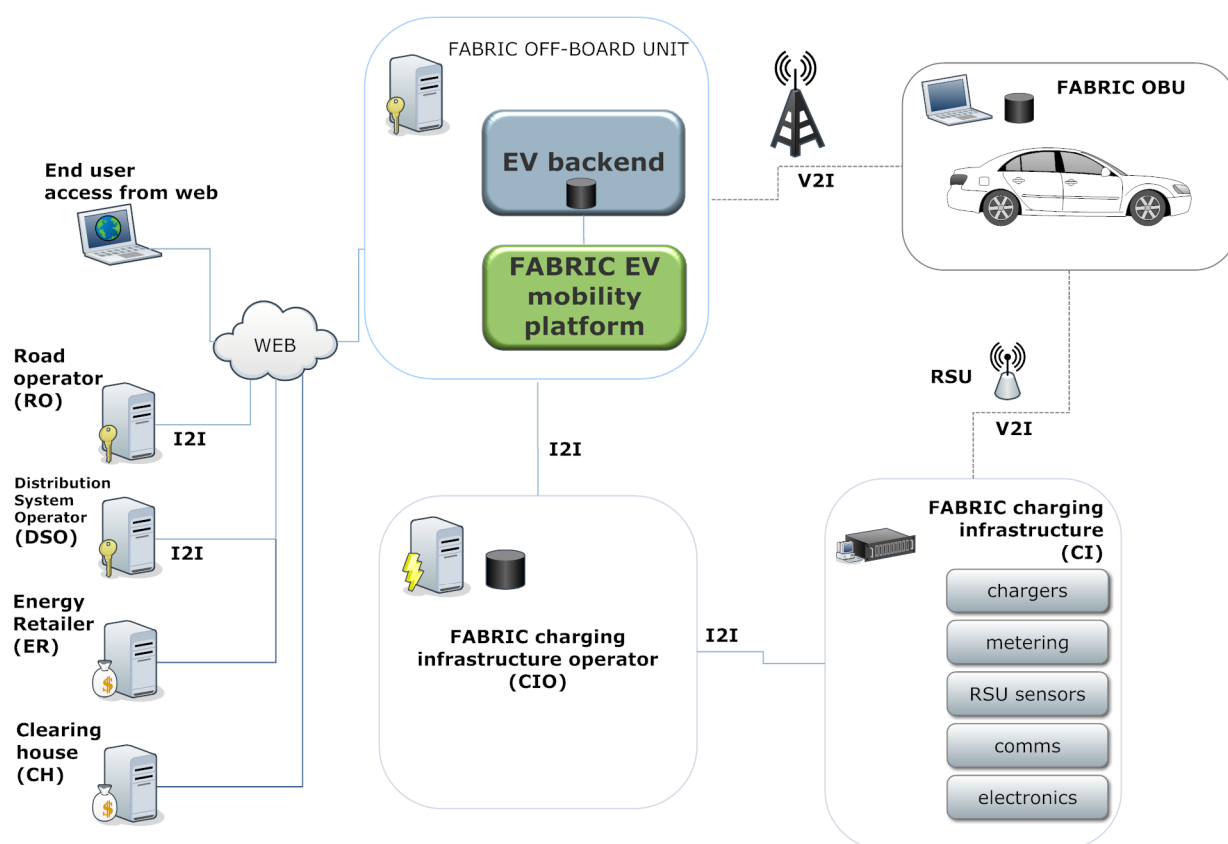 FABRIC OFF-BOARD UNIT
EV backend
FABRIC EV
mobility
platform
V2I
FABRIC OBU
End user
access from web
WEB
Road
operator
(RO)
I2I
Distribution
System
Operator
(DSO)
I2I
Energy
Retailer
(ER)
Clearing
house
(CH)
I2I
RSU
V2I
FABRIC charging
infrastructure operator
(CIO)
I2I
FABRIC charging
infrastructure
(CI)
chargers
metering
RSU sensors
comms
electronics
$
$